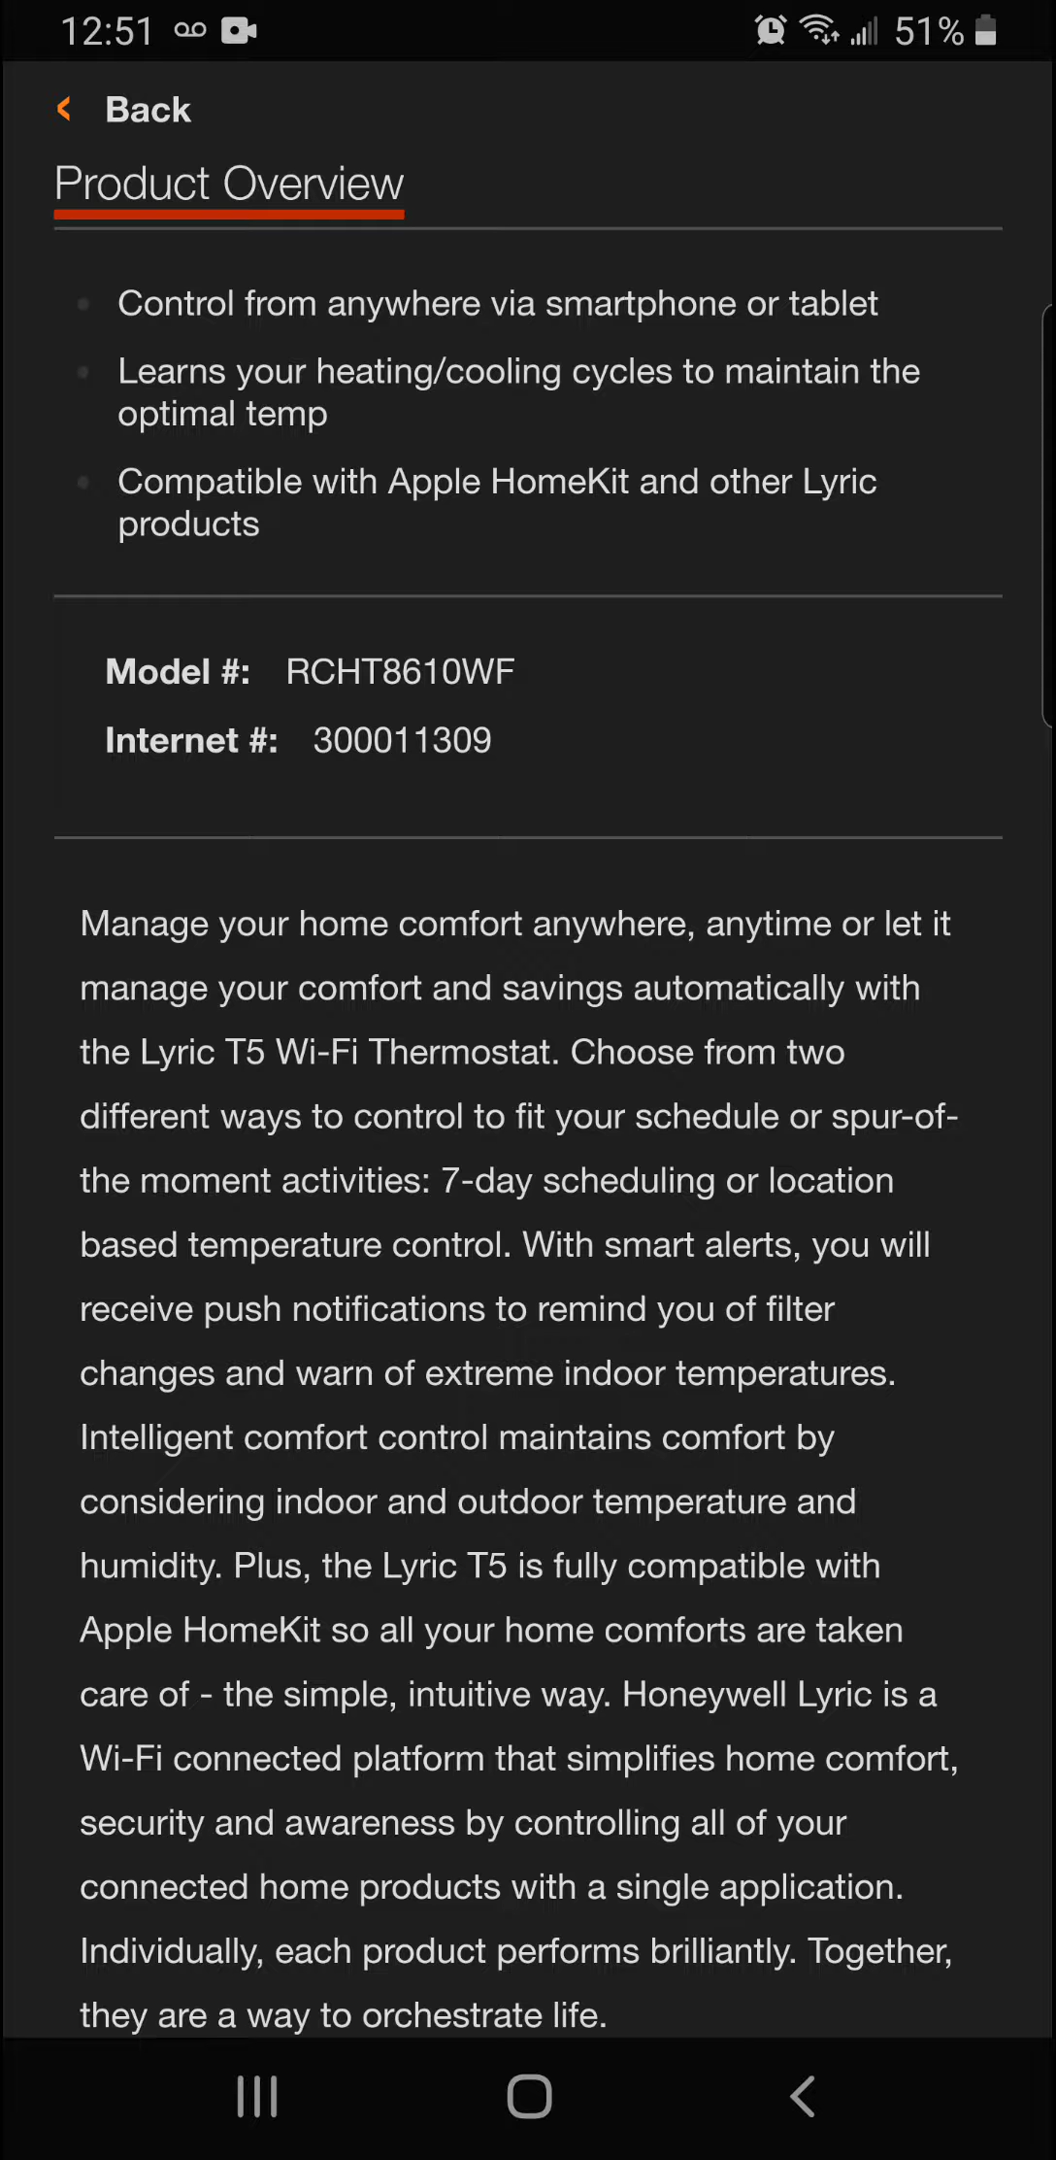 12:51 51%
Back
Product Overview
Control from anywhere via smartphone or tablet
Learns your heating/cooling cycles to maintain the
optimal temp
Compatible with Apple HomeKit and other Lyric
products
Model #: RCHT8610WF
Internet #: 300011309
Manage your home comfort anywhere, anytime or let it
manage your comfort and savings automatically with
the Lyric T5 Wi-Fi Thermostat. Choose from two
different ways to control to fit your schedule or spur-of-
the moment activities: 7-day scheduling or location
based temperature control. With smart alerts, you will
receive push notifications to remind you of filter
changes and warn of extreme indoor temperatures.
Intelligent comfort control maintains comfort by
considering indoor and outdoor temperature and
humidity. Plus, the Lyric T5 is fully compatible with
Apple HomeKit so all your home comforts are taken
care of - the simple, intuitive way. Honeywell Lyric is a
Wi-Fi connected platform that simplifies home comfort,
security and awareness by controlling all of your
connected home products with a single application.
Individually, each product performs brilliantly. Together,
they are a way to orchestrate life.